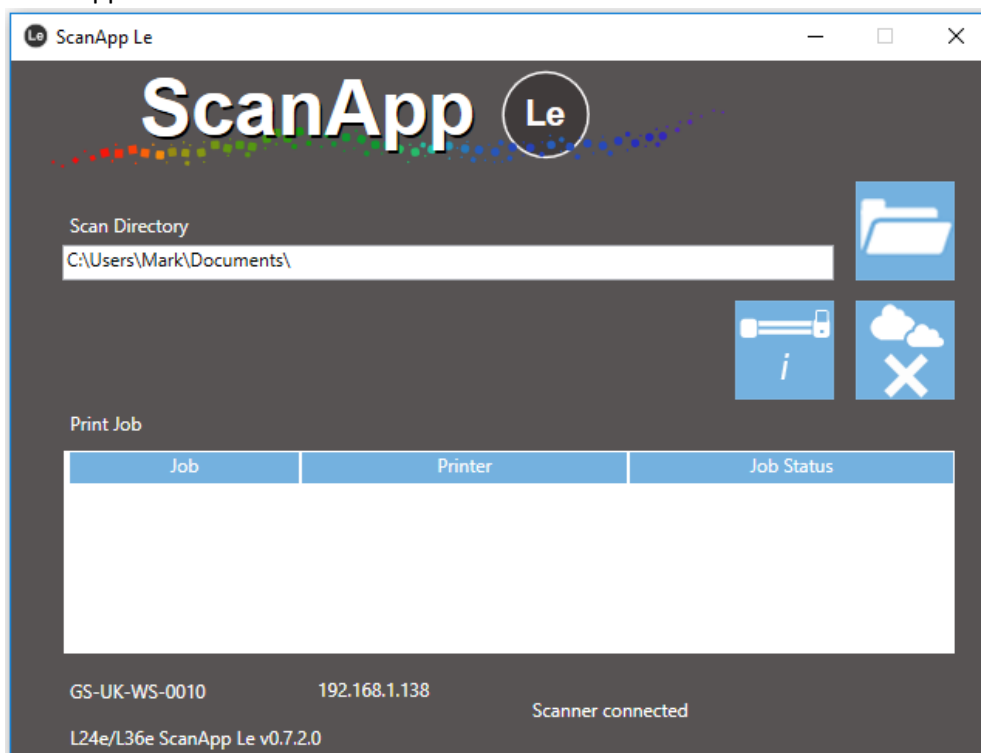 ScanApp Le
ScanApp Le
Scan Directory
C:\Users\Mark\Documents\
i
Print Job
Job Printer Job Status
GS-UK-WS-0010 192.168.1.138
Scanner connected
L24e/L36e ScanApp Le v0.7.2.0